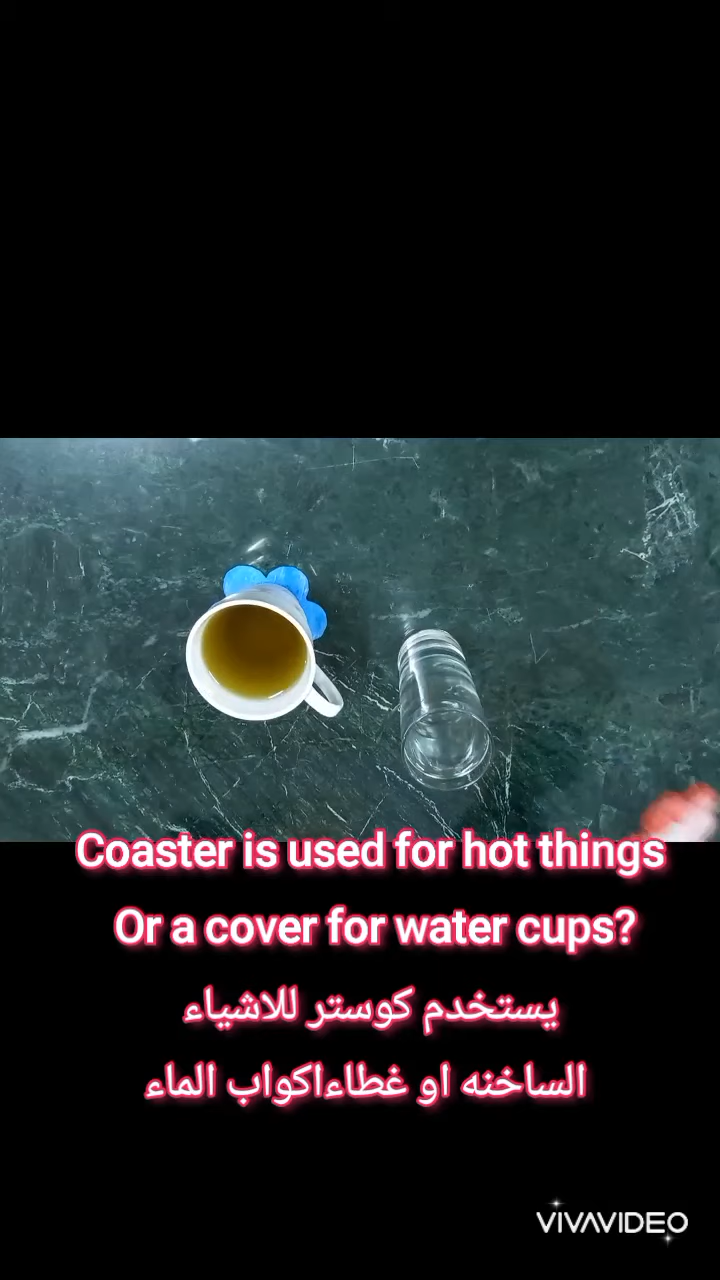 Coaster is used for hot things
Or a cover for water cups?
يستخدم كوستر للاشياء
الساخنه او غطاءاكواب الماء
VIVAVIDEO